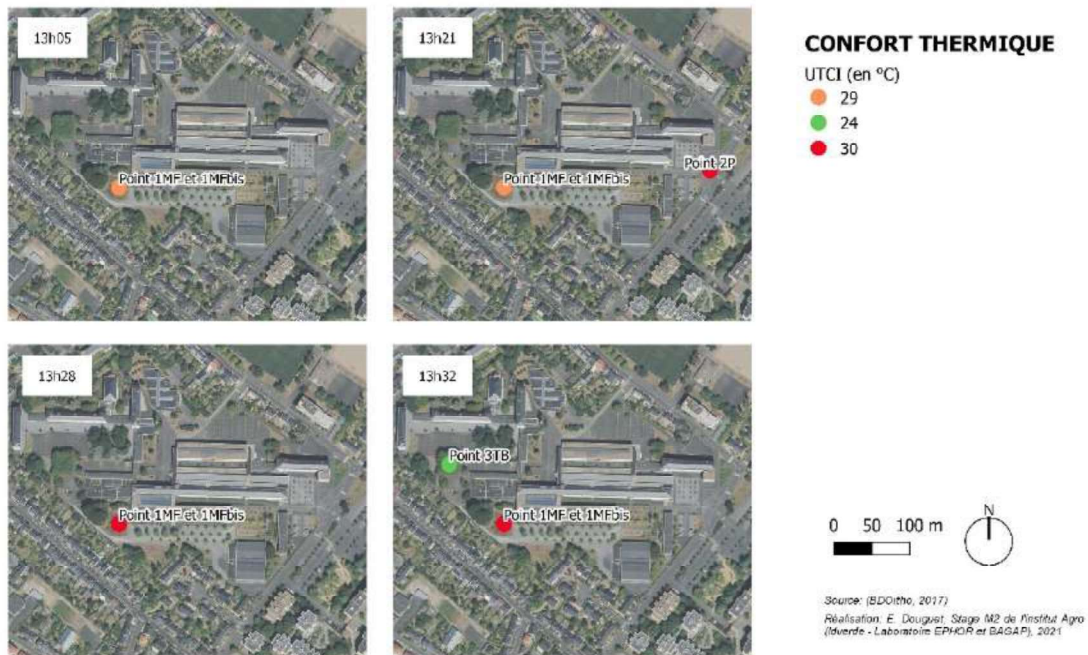 13h05
Point 1MF et 1MFbis
13h21
Point 1MF et 1MFbis
Point 2P
CONFORT THERMIQUE
UTCI (en °C)
29
24
30
13h28
Point 1MF et 1MFbis
13h32
Point 3TB
Point 1MF et 1MFbis
0 50 100 m
N
Source: (BDOrtho, 2017)
Réalisation: E. Douguet, Stage M2 de l'institut Agro
(Idverde - Laboratoire EPHOR et BAGAP), 2021